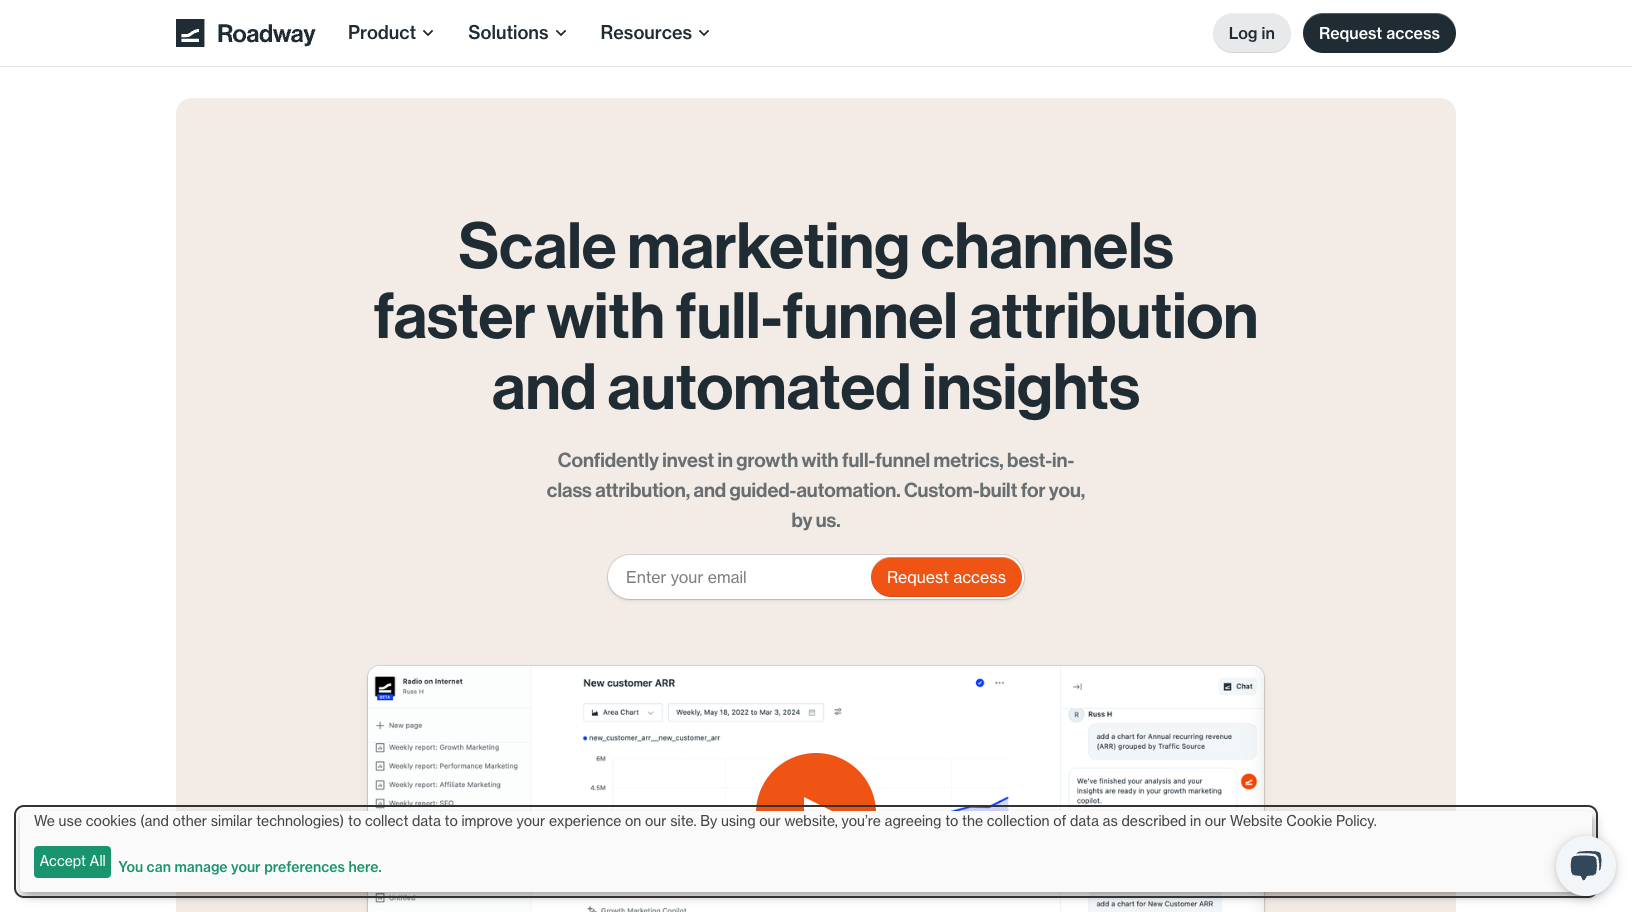 Roadway
Product
Solutions
Resources
Log in
Request access
Scale marketing channels
faster with full-funnel attribution
and automated insights
Confidently invest in growth with full-funnel metrics, best-in-
class attribution, and guided-automation. Custom-built for you,
by us.
Enter your email
Request access
Radio on Internet
Russ H
BETA
New page
Weekly report: Growth Marketing
Weekly report: Performance Marketing
Weekly report: Affiliate Marketing
Weekly report: SEO
New customer ARR
Area Chart
Weekly, May 18, 2022 to Mar 3, 2024
new_customer_arr__new_customer_arr
6M
4.5M
Chat
R
Russ H
add a chart for Annual recurring revenue
(ARR) grouped by Traffic Source
We've finished your analysis and your
insights are ready in your growth marketing
copilot.
We use cookies (and other similar technologies) to collect data to improve your experience on our site. By using our website, you're agreeing to the collection of data as described in our Website Cookie Policy.
Accept All
You can manage your preferences here.
Untitled
Growth Marketing Copilot
add a chart for New Customer ARR